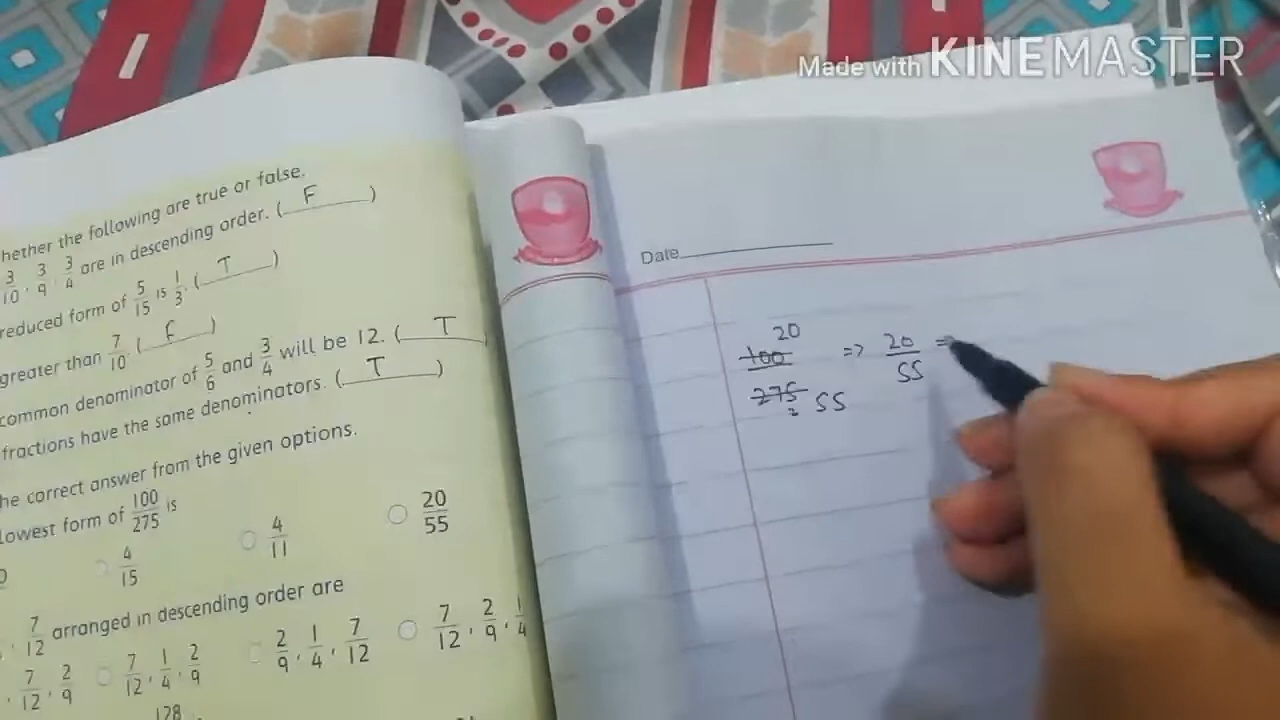 Made with KINEMASTER
hether the following are true or false.
3/10, 3/9, 3/4 are in descending order. ( F )
reduced form of 5/15 is 1/3. ( T )
greater than 7/10. ( F )
common denominator of 5/6 and 3/4 will be 12. ( T )
fractions have the same denominators. ( T )
he correct answer from the given options.
lowest form of 100/275 is
4/15 4/11 20/55
, 7/12 arranged in descending order are
, 7/12, 2/9 7/12, 1/4, 2/9 2/9, 1/4, 7/12 7/12, 2/9, 1/4
128
Date
20
100 => 20/55 =>
275 55